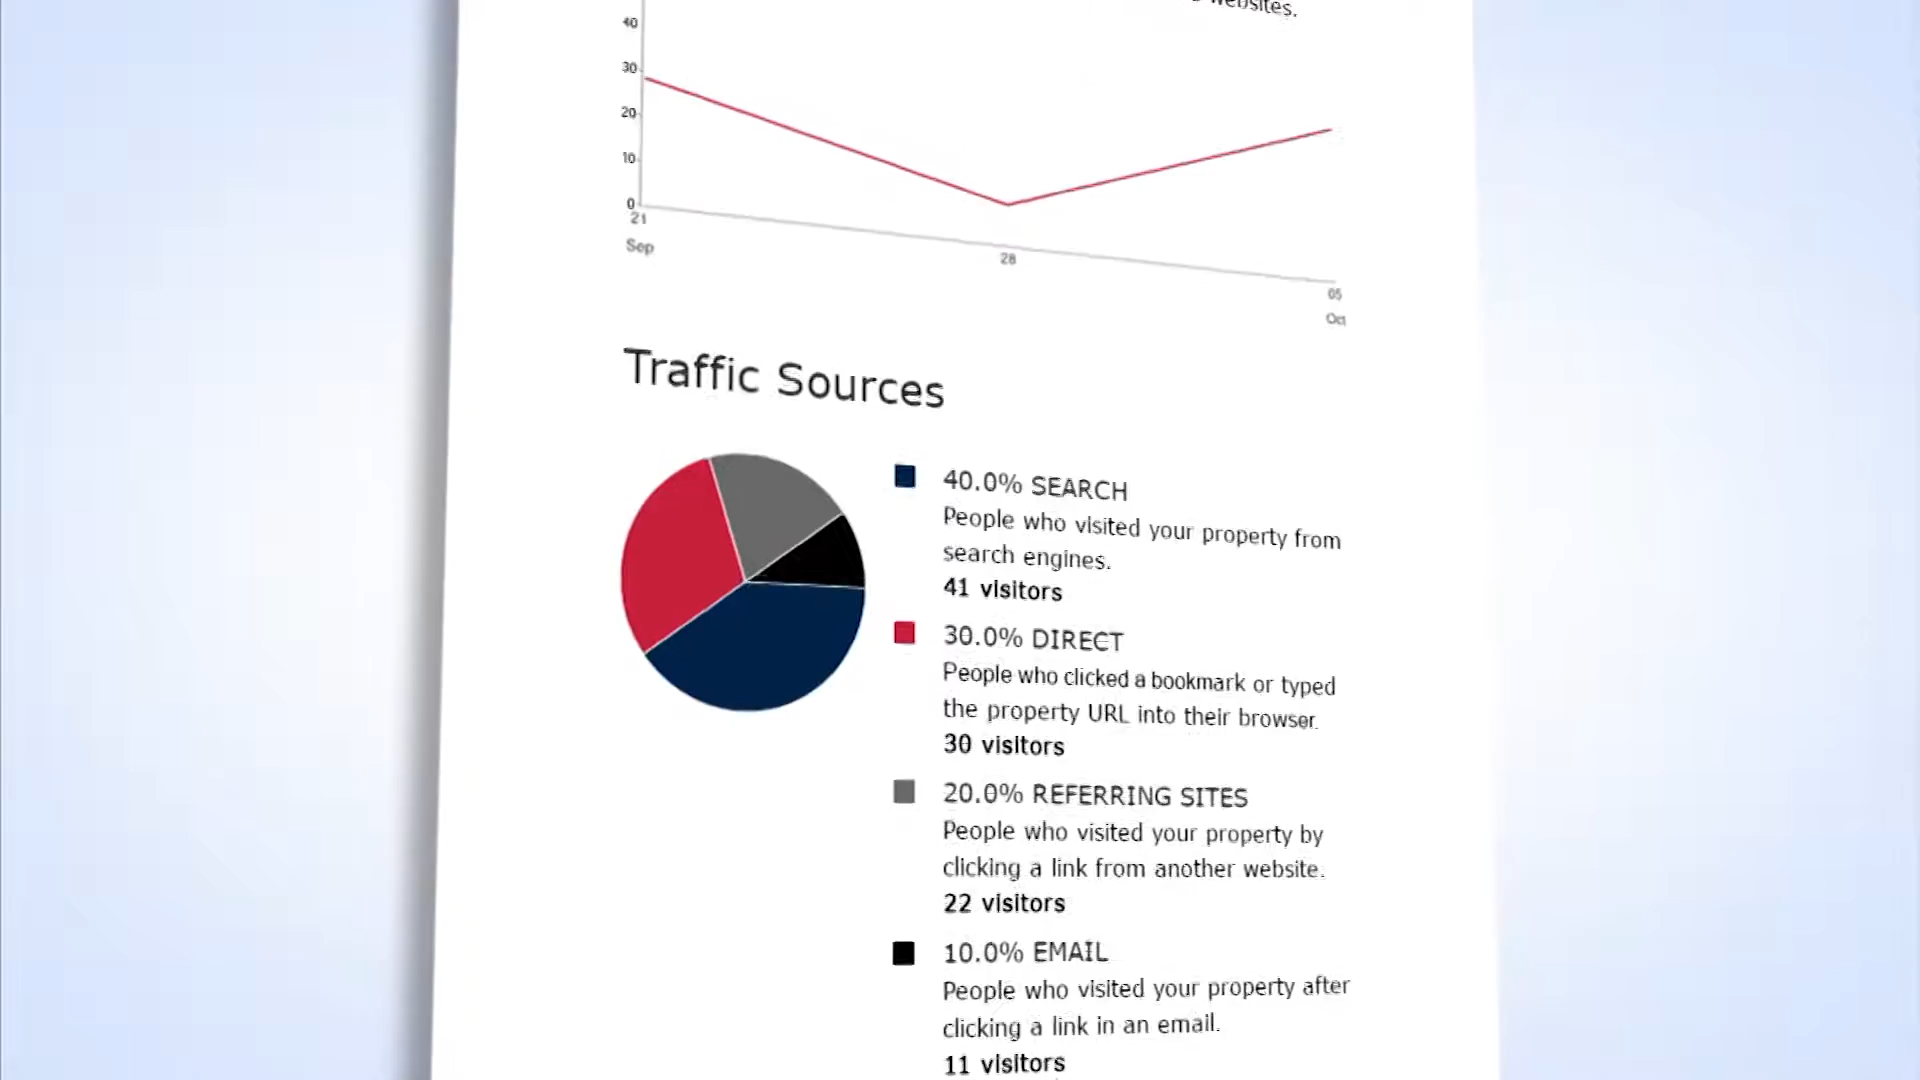 websites.
40
30
20
10
0
21
Sep
28
05
Oct
Traffic Sources
40.0% SEARCH
People who visited your property from
search engines.
41 visitors
30.0% DIRECT
People who clicked a bookmark or typed
the property URL into their browser.
30 visitors
20.0% REFERRING SITES
People who visited your property by
clicking a link from another website.
22 visitors
10.0% EMAIL
People who visited your property after
clicking a link in an email.
11 visitors